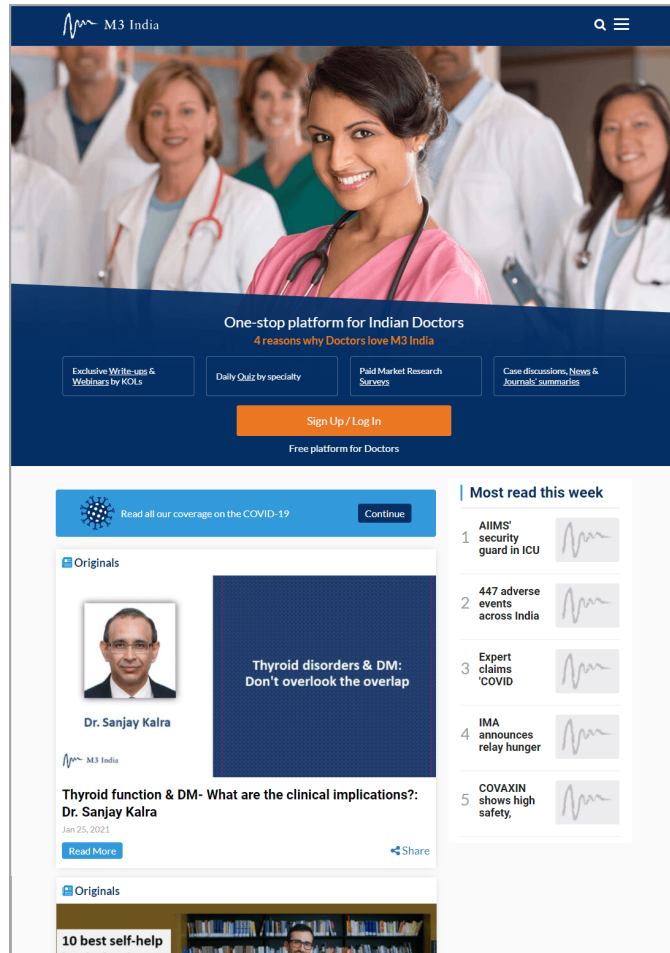 M3 India
One-stop platform for Indian Doctors
4 reasons why Doctors love M3 India
Exclusive Write-ups &
Webinars by KOLs
Daily Quiz by specialty
Paid Market Research
Surveys
Case discussions, News &
Journals' summaries
Sign Up / Log In
Free platform for Doctors
Read all our coverage on the COVID-19
Continue
Originals
Dr. Sanjay Kalra
M3 India
Thyroid disorders & DM:
Don't overlook the overlap
Thyroid function & DM- What are the clinical implications?:
Dr. Sanjay Kalra
Jan 25, 2021
Read More
Share
Originals
10 best self-help
Most read this week
1
AIIMS'
security
guard in ICU
2
447 adverse
events
across India
3
Expert
claims
'COVID
4
IMA
announces
relay hunger
5
COVAXIN
shows high
safety,